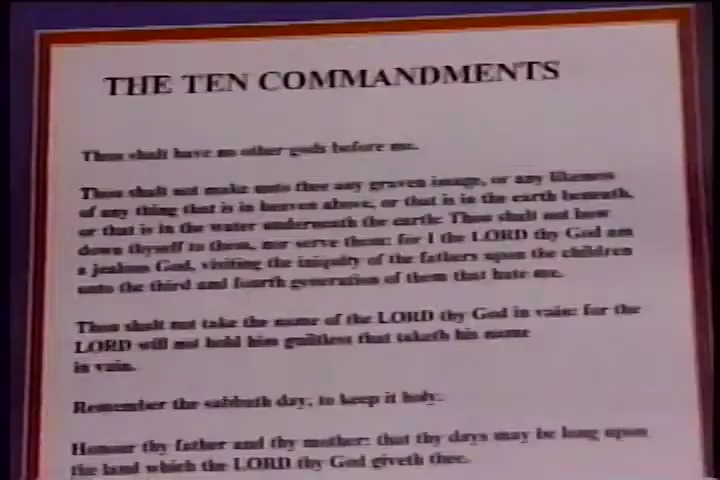 THE TEN COMMANDMENTS
Thou shalt have no other gods before me.
Thou shalt not make unto thee any graven image, or any likeness
of any thing that is in heaven above, or that is in the earth beneath,
or that is in the water underneath the earth: Thou shalt not bow
down thyself to them, nor serve them: for I the LORD thy God am
a jealous God, visiting the iniquity of the fathers upon the children
unto the third and fourth generation of them that hate me.
Thou shalt not take the name of the LORD thy God in vain: for the
LORD will not hold him guiltless that taketh his name
in vain.
Remember the sabbath day, to keep it holy.
Honour thy father and thy mother: that thy days may be long upon
the land which the LORD thy God giveth thee.